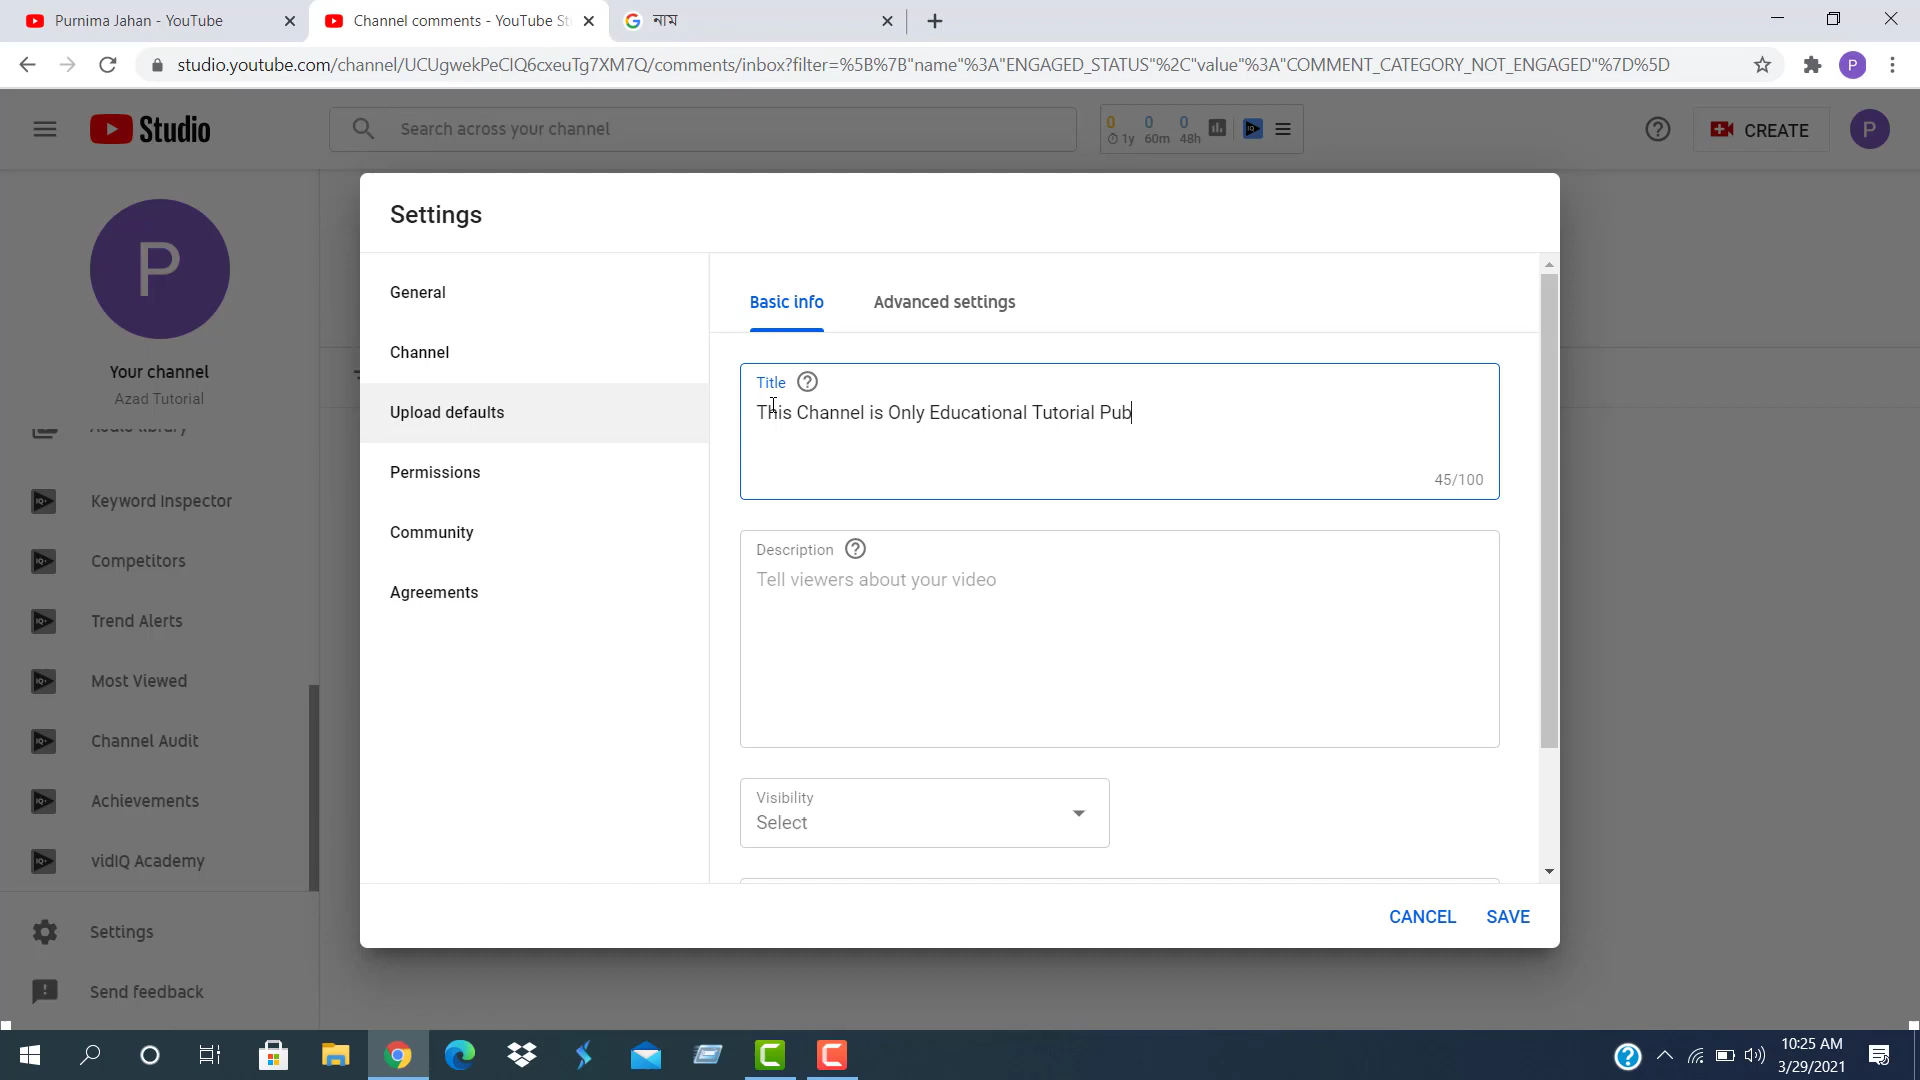 Purnima Jahan - YouTube
Channel comments - YouTube St
নাম
studio.youtube.com/channel/UCUgwekPeCIQ6cxeuTg7XM7Q/comments/inbox?filter=%5B%7B"name"%3A"ENGAGED_STATUS"%2C"value"%3A"COMMENT_CATEGORY_NOT_ENGAGED"%7D%5D
P
Studio
Search across your channel
0 0 0
1y 60m 48h
CREATE
P
P
Your channel
Azad Tutorial
Audio library
Keyword Inspector
Competitors
Trend Alerts
Most Viewed
Channel Audit
Achievements
vidIQ Academy
Settings
Send feedback
Settings
General
Channel
Upload defaults
Permissions
Community
Agreements
Basic info
Advanced settings
Title
This Channel is Only Educational Tutorial Pub
45/100
Description
Tell viewers about your video
Visibility
Select
CANCEL
SAVE
10:25 AM
3/29/2021